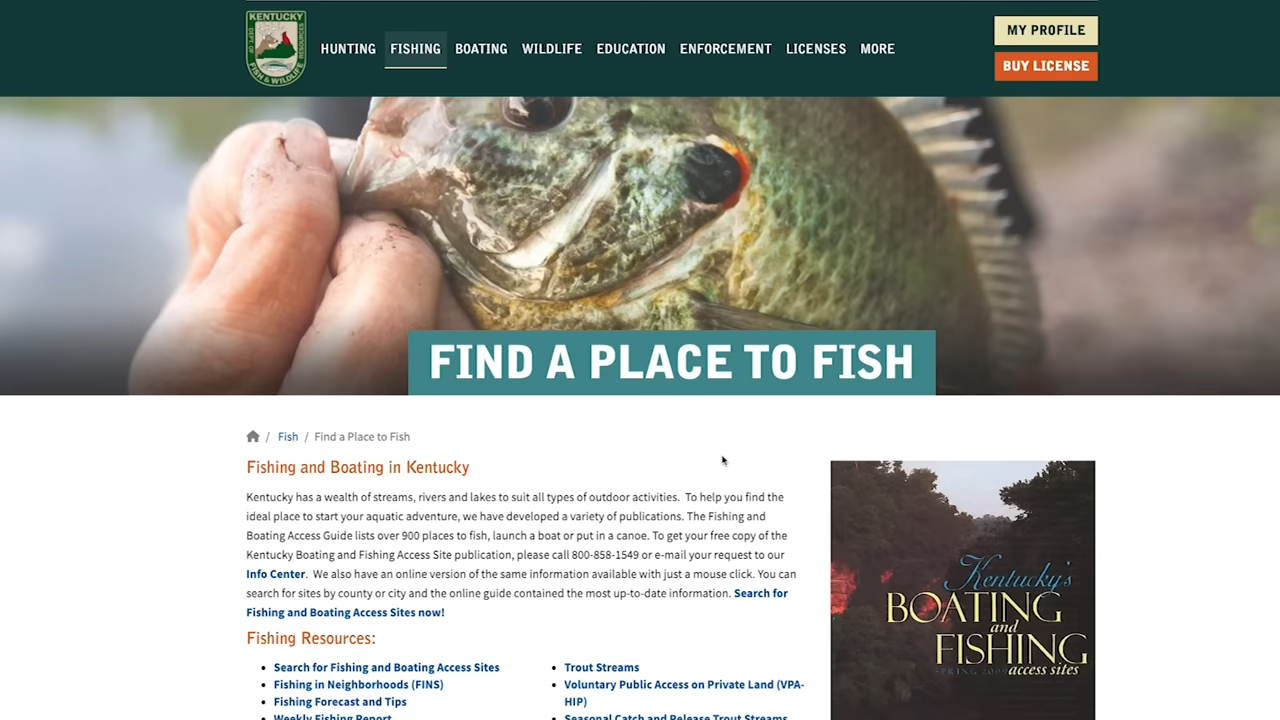 KENTUCKY
DEPT. OF
RESOURCES
FISH & WILDLIFE
HUNTING
FISHING
BOATING
WILDLIFE
EDUCATION
ENFORCEMENT
LICENSES
MORE
MY PROFILE
BUY LICENSE
FIND A PLACE TO FISH
/ Fish / Find a Place to Fish
Fishing and Boating in Kentucky
Kentucky has a wealth of streams, rivers and lakes to suit all types of outdoor activities. To help you find the
ideal place to start your aquatic adventure, we have developed a variety of publications. The Fishing and
Boating Access Guide lists over 900 places to fish, launch a boat or put in a canoe. To get your free copy of the
Kentucky Boating and Fishing Access Site publication, please call 800-858-1549 or e-mail your request to our
Info Center. We also have an online version of the same information available with just a mouse click. You can
search for sites by county or city and the online guide contained the most up-to-date information. Search for
Fishing and Boating Access Sites now!
Fishing Resources:
Search for Fishing and Boating Access Sites
Fishing in Neighborhoods (FINS)
Fishing Forecast and Tips
Weekly Fishing Report
Trout Streams
Voluntary Public Access on Private Land (VPA-
HIP)
Seasonal Catch and Release Trout Streams
Kentucky's
BOATING
and
FISHING
SPRING access sites